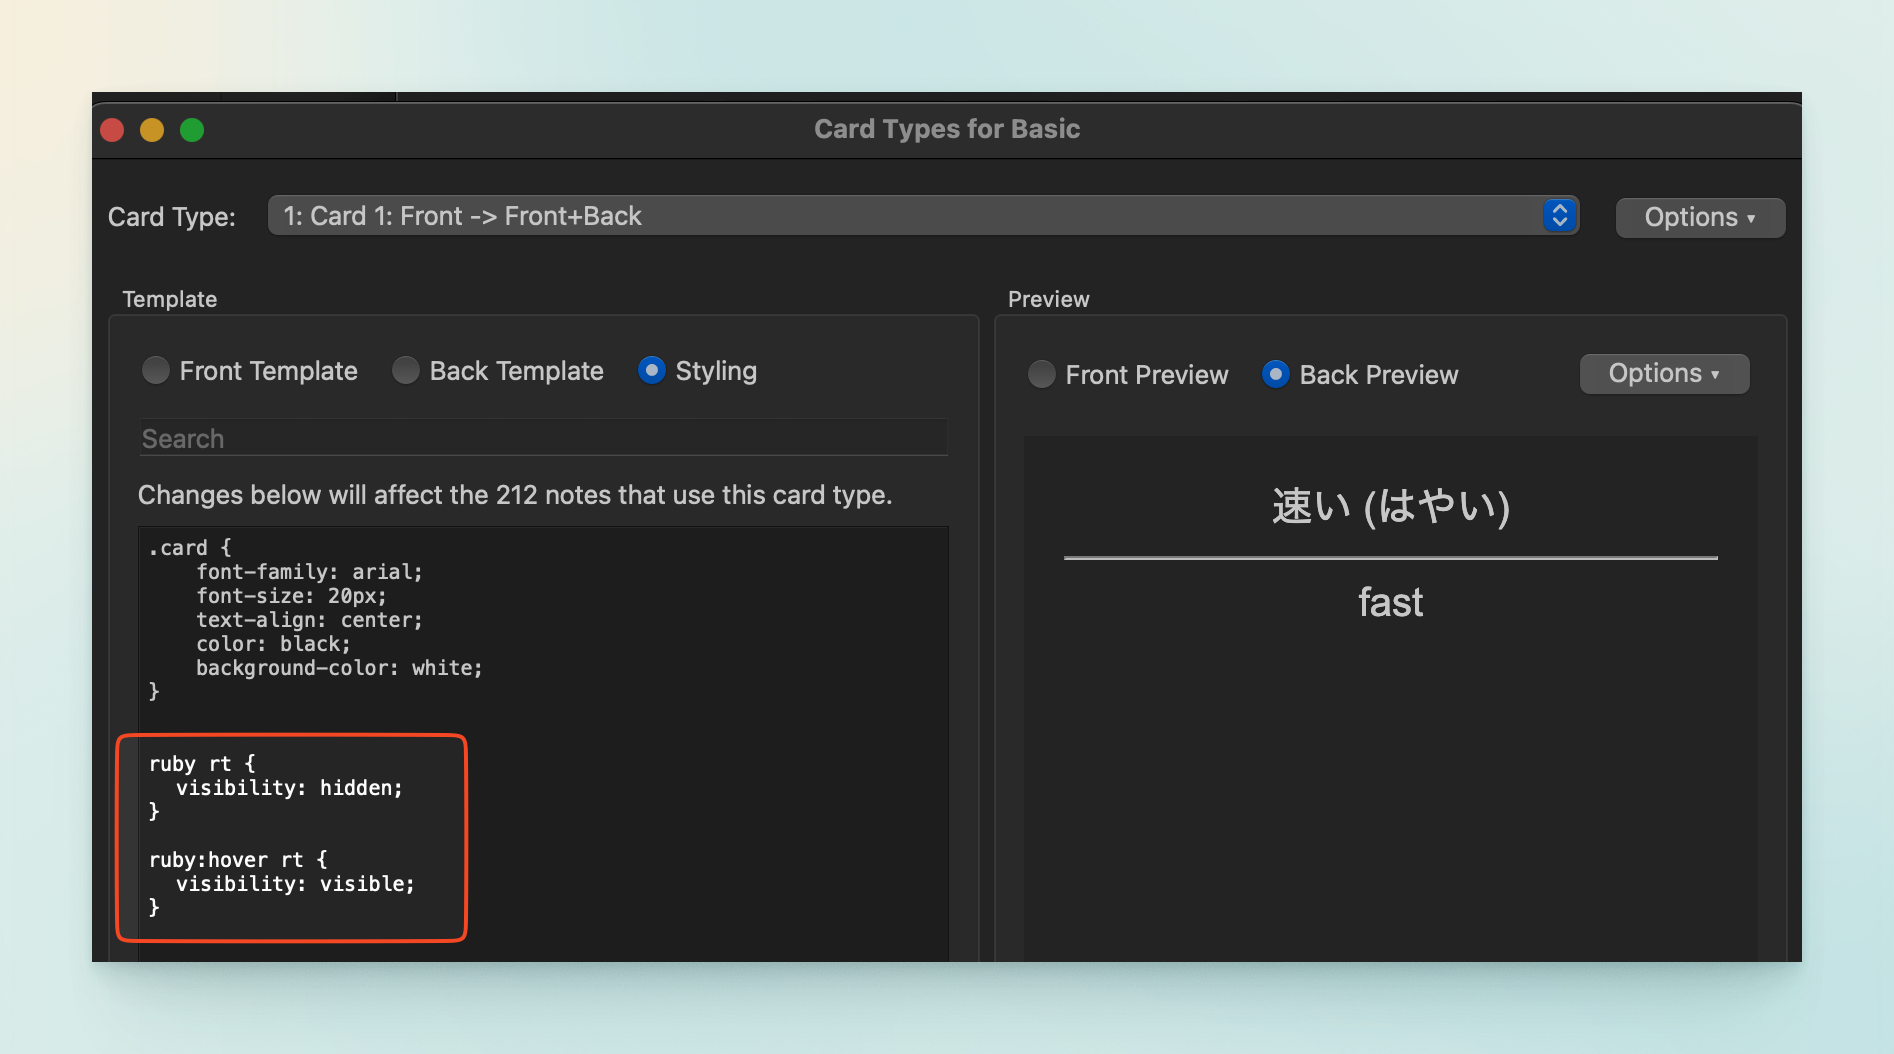 Card Types for Basic
Card Type: 1: Card 1: Front -> Front+Back Options ▾
Template
Front Template Back Template Styling
Search
Changes below will affect the 212 notes that use this card type.
.card {
    font-family: arial;
    font-size: 20px;
    text-align: center;
    color: black;
    background-color: white;
}
ruby rt {
  visibility: hidden;
}
ruby:hover rt {
  visibility: visible;
}
Preview
Front Preview Back Preview Options ▾
速い (はやい)
fast